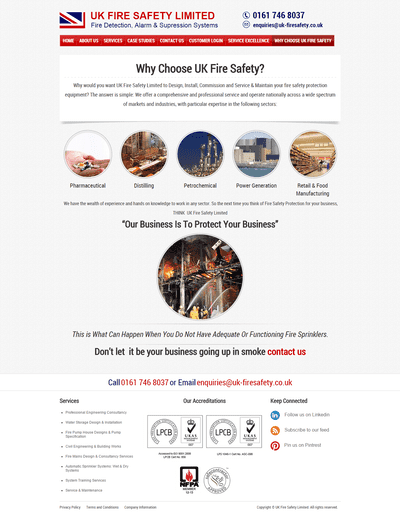 UK FIRE SAFETY LIMITED
Fire Detection, Alarm & Supression Systems
0161 746 8037
enquiries@uk-firesafety.co.uk
HOME ABOUT US SERVICES CASE STUDIES CONTACT US CUSTOMER LOGIN SERVICE EXCELLENCE WHY CHOOSE UK FIRE SAFETY
Why Choose UK Fire Safety?
Why would you want UK Fire Safety Limited to Design, Install, Commission and Service & Maintain your fire safety protection
equipment? The answer is simple: We offer a comprehensive and professional service and operate nationally across a wide spectrum
of markets and industries, with particular expertise in the following sectors:
Pharmaceutical
Distilling
Petrochemical
Power Generation
Retail & Food
Manufacturing
We have the wealth of experience and hands on knowledge to work in any sector. So the next time you think of Fire Safety Protection for your business,
THINK UK Fire Safety Limited
“Our Business Is To Protect Your Business”
This is What Can Happen When You Do Not Have Adequate Or Functioning Fire Sprinklers.
Don't let it be your business going up in smoke contact us
Call 0161 746 8037 or Email enquiries@uk-firesafety.co.uk
Services
Professional Engineering Consultancy
Water Storage Design & Installation
Fire Pump House Designs & Pump
Specification
Civil Engineering & Building Works
Fire Mains Design & Consultancy Services
Automatic Sprinkler Systems: Wet & Dry
Systems
System Training Services
Service & Maintenance
Our Accreditations
LPCB
UKAS
LPCB
UKAS
NFPA
MEMBER
Keep Connected
Follow us on Linkedin
Subscribe to our feed
Pin us on Pintrest
Privacy Policy Terms and Conditions Company Information
Copyright © UK Fire Safety Limited. All rights reserved.